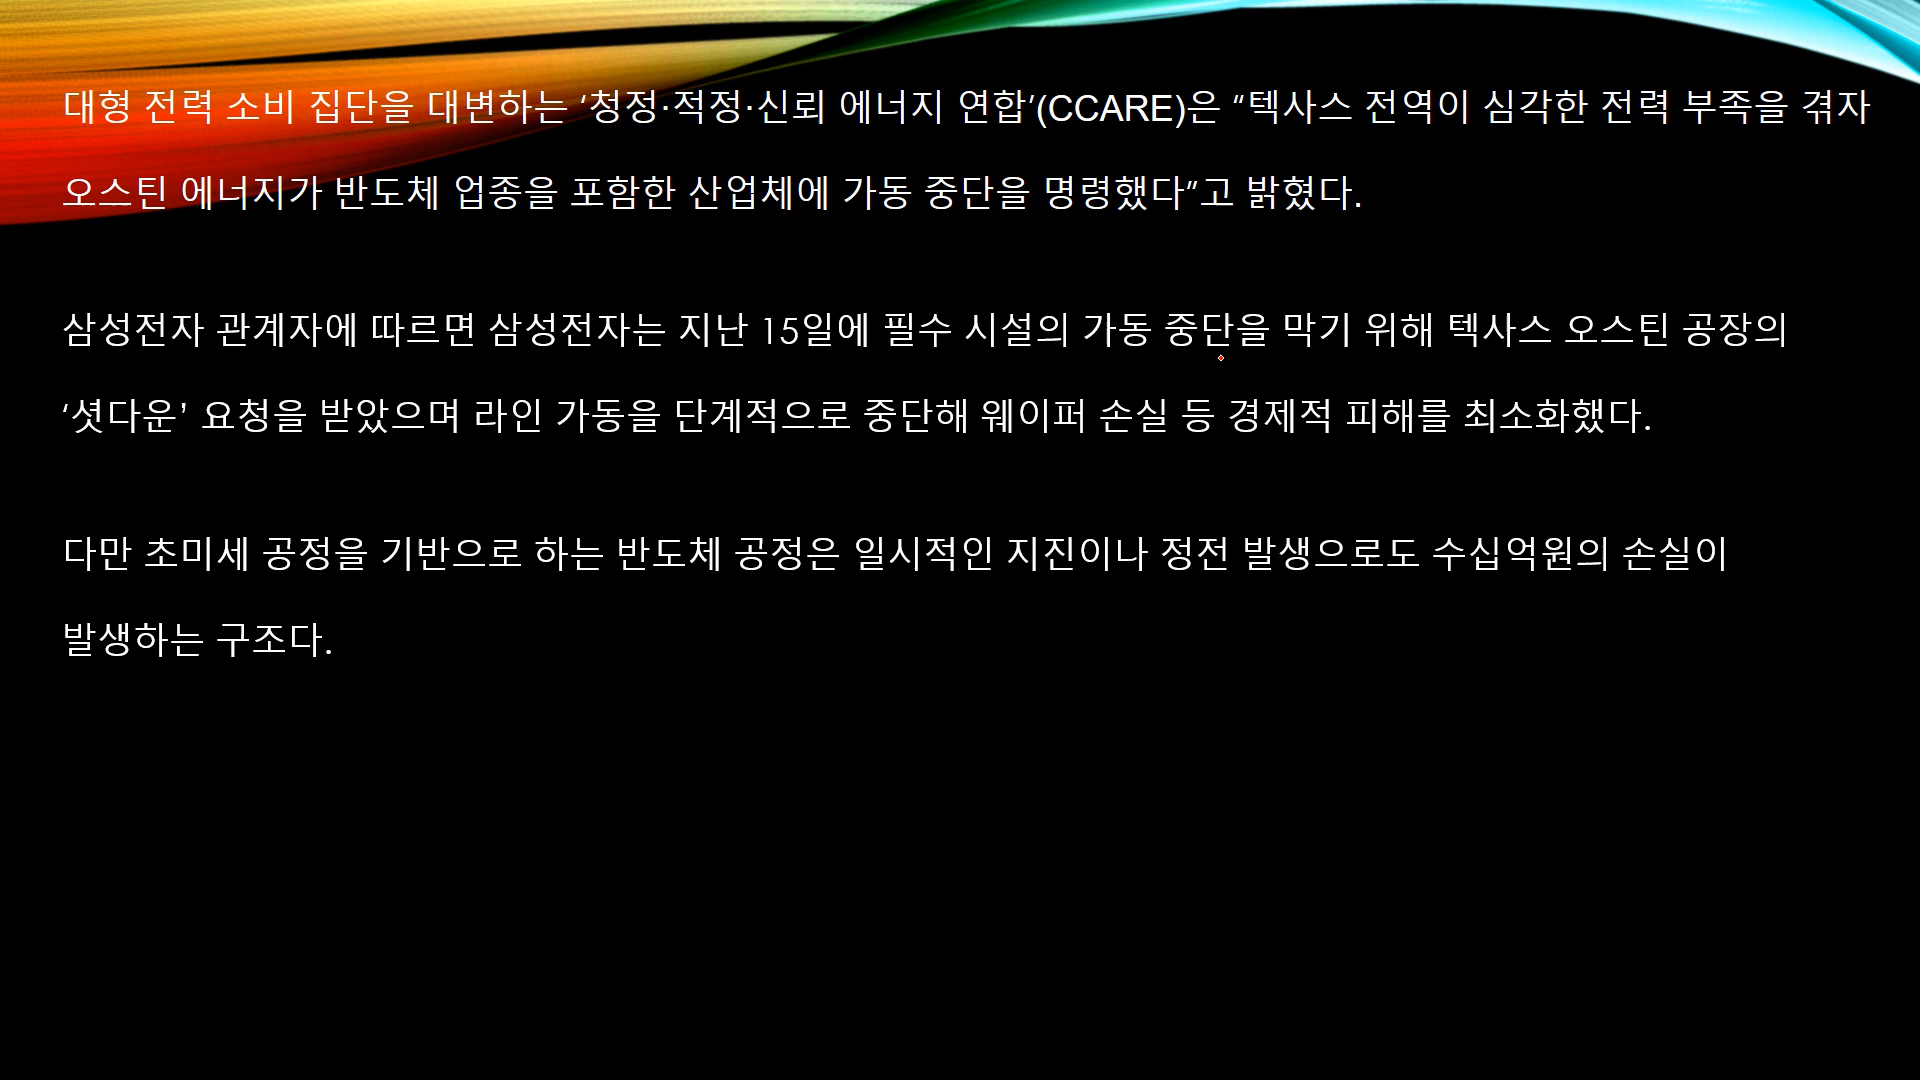 대형 전력 소비 집단을 대변하는 ‘청정·적정·신뢰 에너지 연합’(CCARE)은 “텍사스 전역이 심각한 전력 부족을 겪자
오스틴 에너지가 반도체 업종을 포함한 산업체에 가동 중단을 명령했다”고 밝혔다.
삼성전자 관계자에 따르면 삼성전자는 지난 15일에 필수 시설의 가동 중단을 막기 위해 텍사스 오스틴 공장의
‘셧다운’ 요청을 받았으며 라인 가동을 단계적으로 중단해 웨이퍼 손실 등 경제적 피해를 최소화했다.
다만 초미세 공정을 기반으로 하는 반도체 공정은 일시적인 지진이나 정전 발생으로도 수십억원의 손실이
발생하는 구조다.